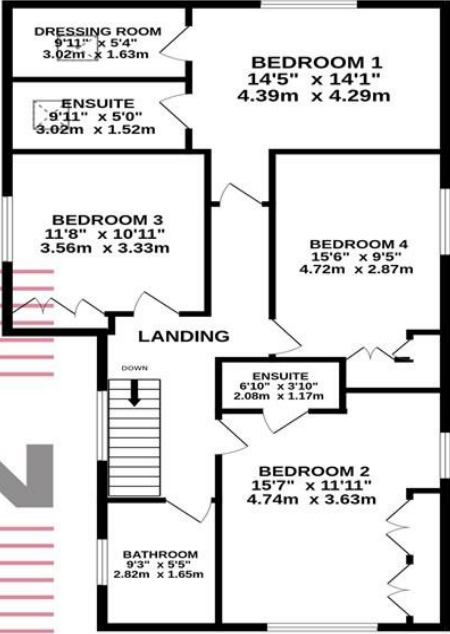 DRESSING ROOM
9'11" x 5'4"
3.02m x 1.63m
BEDROOM 1
14'5" x 14'1"
4.39m x 4.29m
ENSUITE
9'11" x 5'0"
3.02m x 1.52m
BEDROOM 3
11'8" x 10'11"
3.56m x 3.33m
BEDROOM 4
15'6" x 9'5"
4.72m x 2.87m
LANDING
DOWN
ENSUITE
6'10" x 3'10"
2.08m x 1.17m
BEDROOM 2
15'7" x 11'11"
4.74m x 3.63m
BATHROOM
9'3" x 5'5"
2.82m x 1.65m